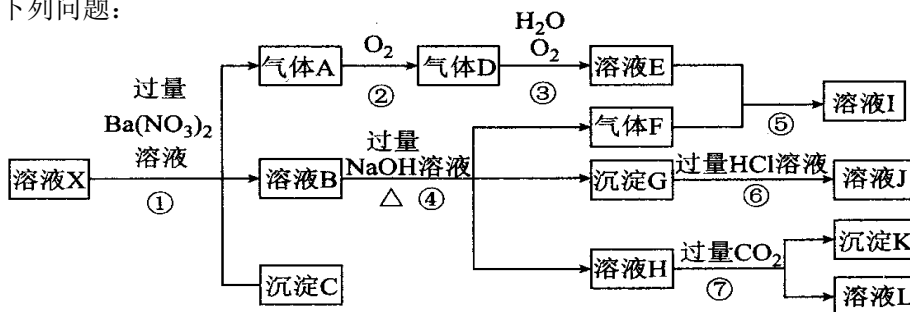 下列问题:
气体A
O₂
②
气体D
H₂O
O₂
③
溶液E
过量
Ba(NO₃)₂
溶液
溶液X
①
气体F
⑤
溶液I
溶液B
过量
NaOH溶液
△ ④
沉淀G
过量HCl溶液
⑥
溶液J
沉淀C
溶液H
过量CO₂
⑦
沉淀K
溶液L